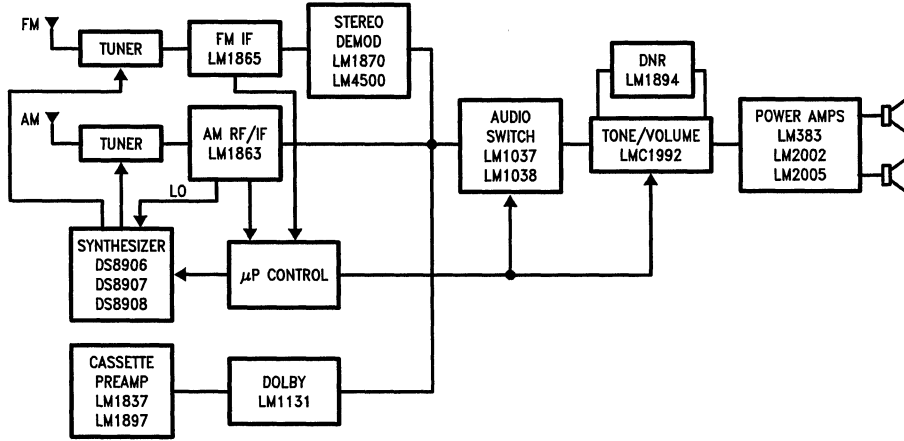 FM
TUNER
FM IF
LM1865
STEREO
DEMOD
LM1870
LM4500
AM
TUNER
AM RF/IF
LM1863
LO
AUDIO
SWITCH
LM1037
LM1038
DNR
LM1894
TONE/VOLUME
LMC1992
POWER AMPS
LM383
LM2002
LM2005
SYNTHESIZER
DS8906
DS8907
DS8908
μP CONTROL
CASSETTE
PREAMP
LM1837
LM1897
DOLBY
LM1131